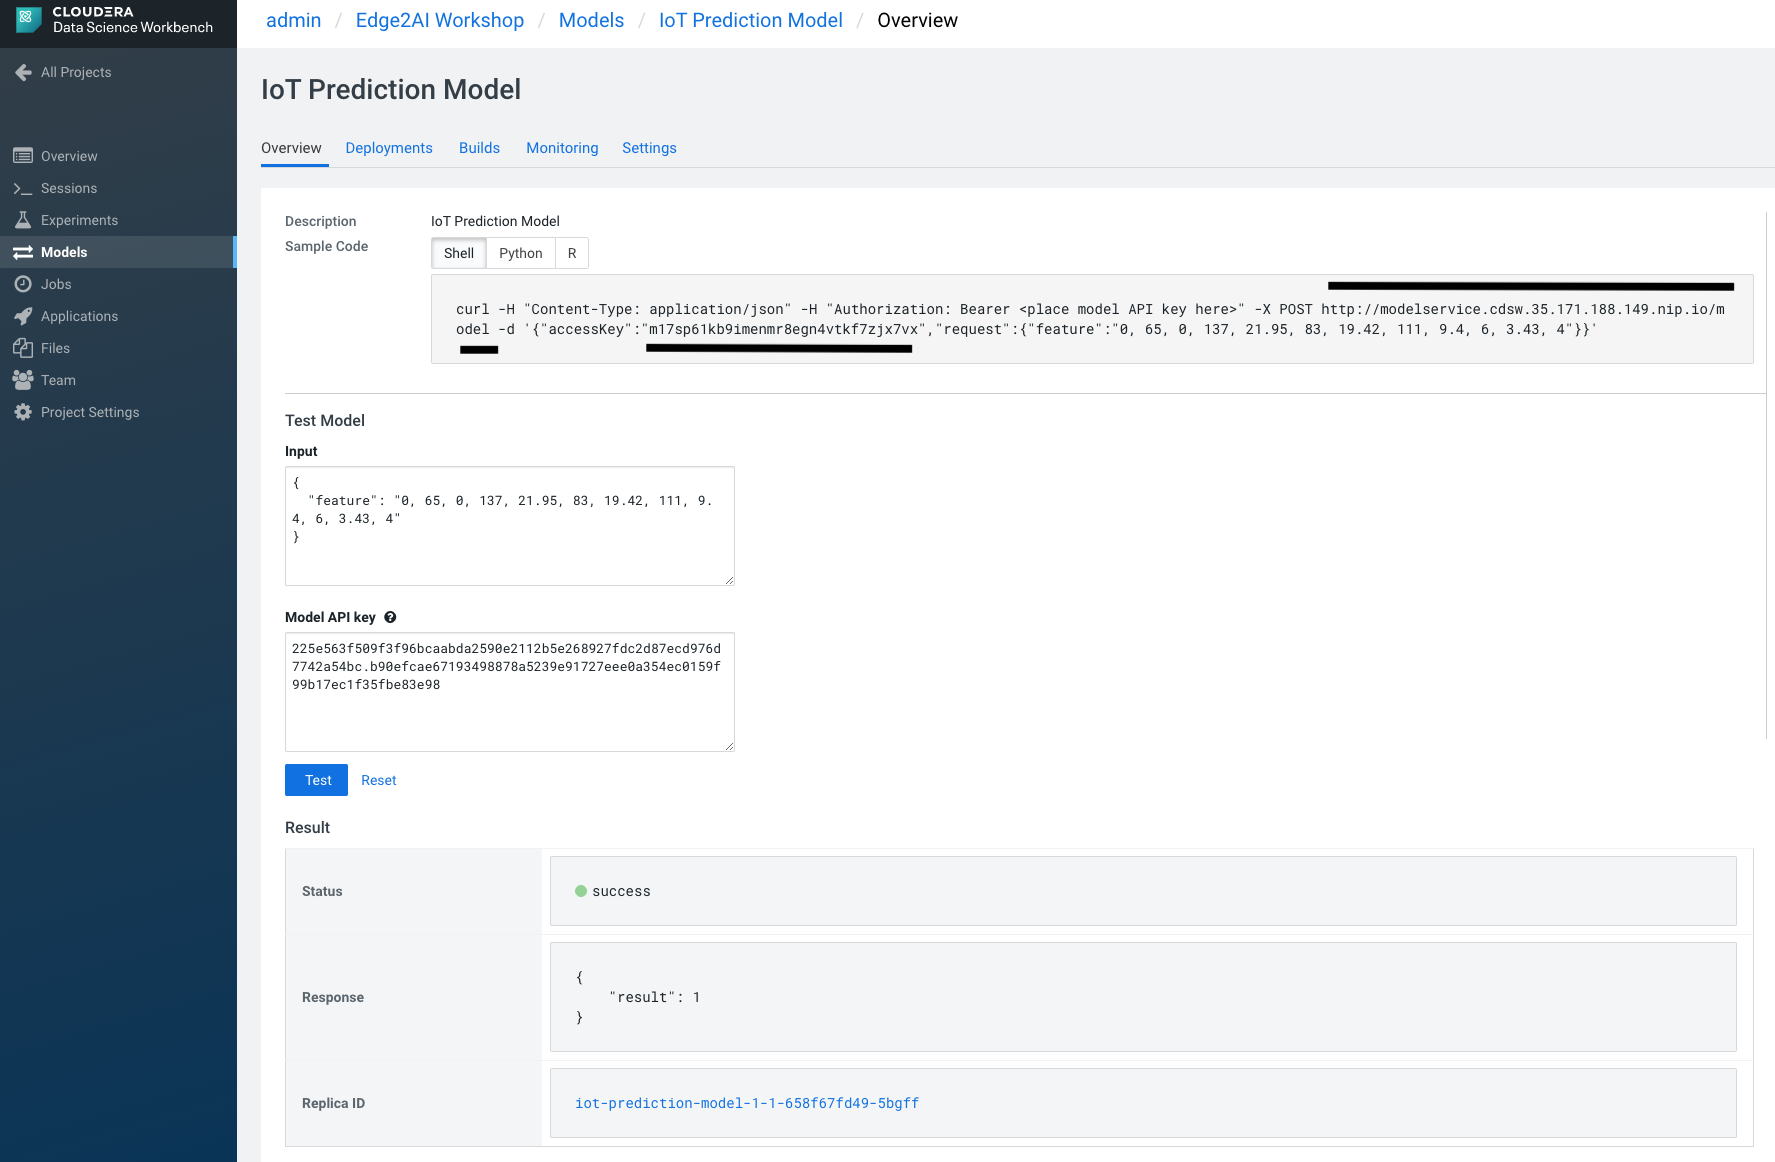 CLOUDERA
Data Science Workbench
admin / Edge2AI Workshop / Models / IoT Prediction Model / Overview
All Projects
Overview
Sessions
Experiments
Models
Jobs
Applications
Files
Team
Project Settings
IoT Prediction Model
Overview Deployments Builds Monitoring Settings
Description IoT Prediction Model
Sample Code
Shell Python R
curl -H "Content-Type: application/json" -H "Authorization: Bearer <place model API key here>" -X POST http://modelservice.cdsw.35.171.188.149.nip.io/m
odel -d '{"accessKey":"m17sp61kb9imenmr8egn4vtkf7zjx7vx","request":{"feature":"0, 65, 0, 137, 21.95, 83, 19.42, 111, 9.4, 6, 3.43, 4"}}'
Test Model
Input
{
"feature": "0, 65, 0, 137, 21.95, 83, 19.42, 111, 9.
4, 6, 3.43, 4"
}
Model API key ?
225e563f509f3f96bcaabda2590e2112b5e268927fdc2d87ecd976d
7742a54bc.b90efcae67193498878a5239e91727eee0a354ec0159f
99b17ec1f35fbe83e98
Test Reset
Result
Status success
Response
{
"result": 1
}
Replica ID iot-prediction-model-1-1-658f67fd49-5bgff